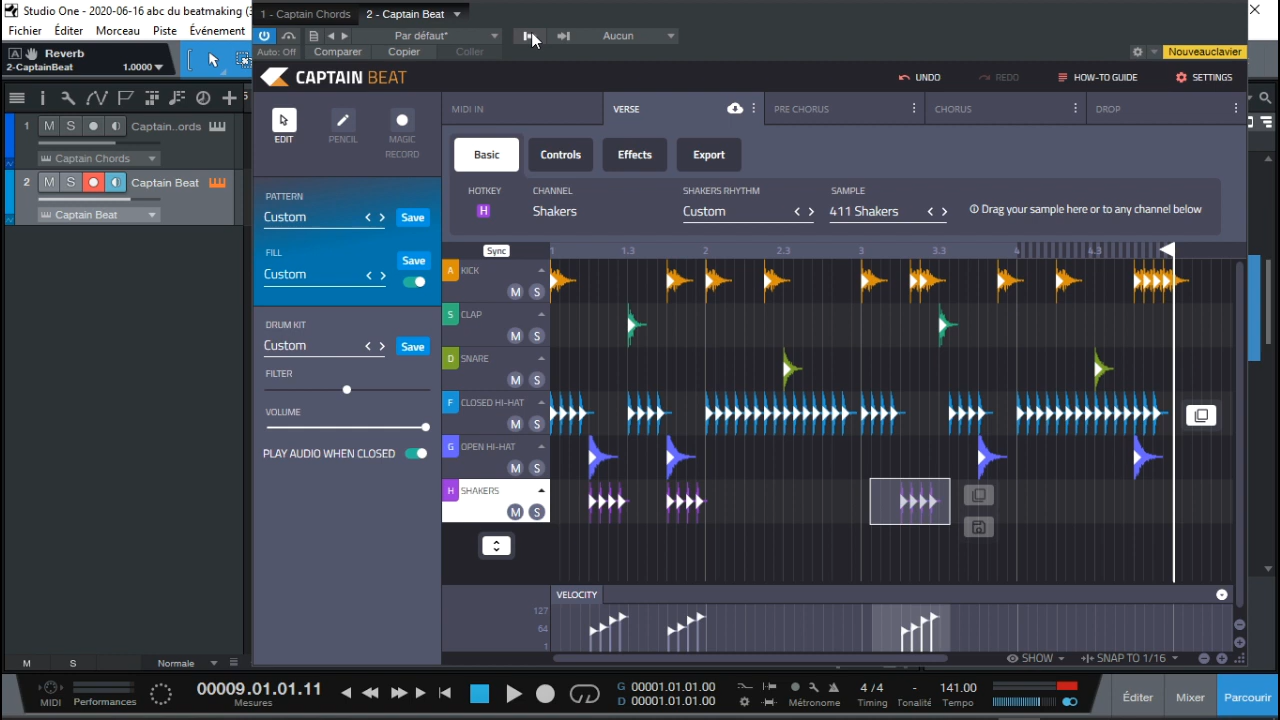 Studio One - 2020-06-16 abc du beatmaking (
1 - Captain Chords
2 - Captain Beat
Fichier Éditer Morceau Piste Événement
Par défaut*
Aucun
A Reverb
2-CaptainBeat 1.0000
Auto: Off Comparer Copier Coller
Nouveauclavier
CAPTAIN BEAT
UNDO
REDO
HOW-TO GUIDE
SETTINGS
EDIT
PENCIL
MAGIC
RECORD
MIDI IN
VERSE
PRE CHORUS
CHORUS
DROP
Basic
Controls
Effects
Export
HOTKEY CHANNEL SHAKERS RHYTHM SAMPLE
H Shakers Custom 411 Shakers
Drag your sample here or to any channel below
1 M S Captain..ords
Captain Chords
2 M S Captain Beat
Captain Beat
PATTERN
Custom Save
FILL
Custom Save
DRUM KIT
Custom Save
FILTER
VOLUME
PLAY AUDIO WHEN CLOSED
Sync
1 1.3 2 2.3 3 3.3 4 4.3
A KICK
M S
S CLAP
M S
D SNARE
M S
F CLOSED HI-HAT
M S
G OPEN HI-HAT
M S
H SHAKERS
M S
VELOCITY
127
64
1
SHOW
SNAP TO 1/16
M S Normale
MIDI
Performances
00009.01.01.11
Mesures
G 00001.01.01.00
D 00001.01.01.00
Métronome
4 / 4
Timing
-
Tonalité
141.00
Tempo
Éditer
Mixer
Parcourir